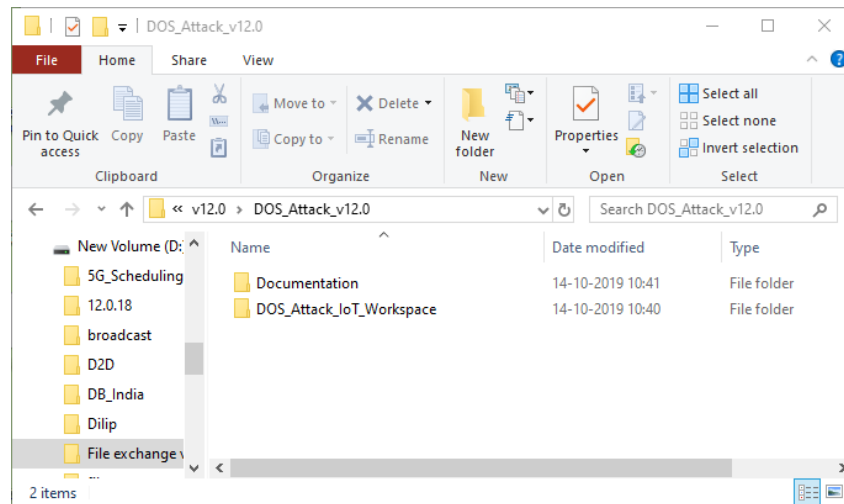 DOS_Attack_v12.0
File Home Share View
Pin to Quick access
Copy
Paste
Clipboard
Move to
Copy to
Delete
Rename
Organize
New folder
New
Properties
Open
Select all
Select none
Invert selection
Select
« v12.0 › DOS_Attack_v12.0
Search DOS_Attack_v12.0
New Volume (D:
5G_Scheduling
12.0.18
broadcast
D2D
DB_India
Dilip
File exchange v
Name Date modified Type
Documentation 14-10-2019 10:41 File folder
DOS_Attack_IoT_Workspace 14-10-2019 10:40 File folder
2 items